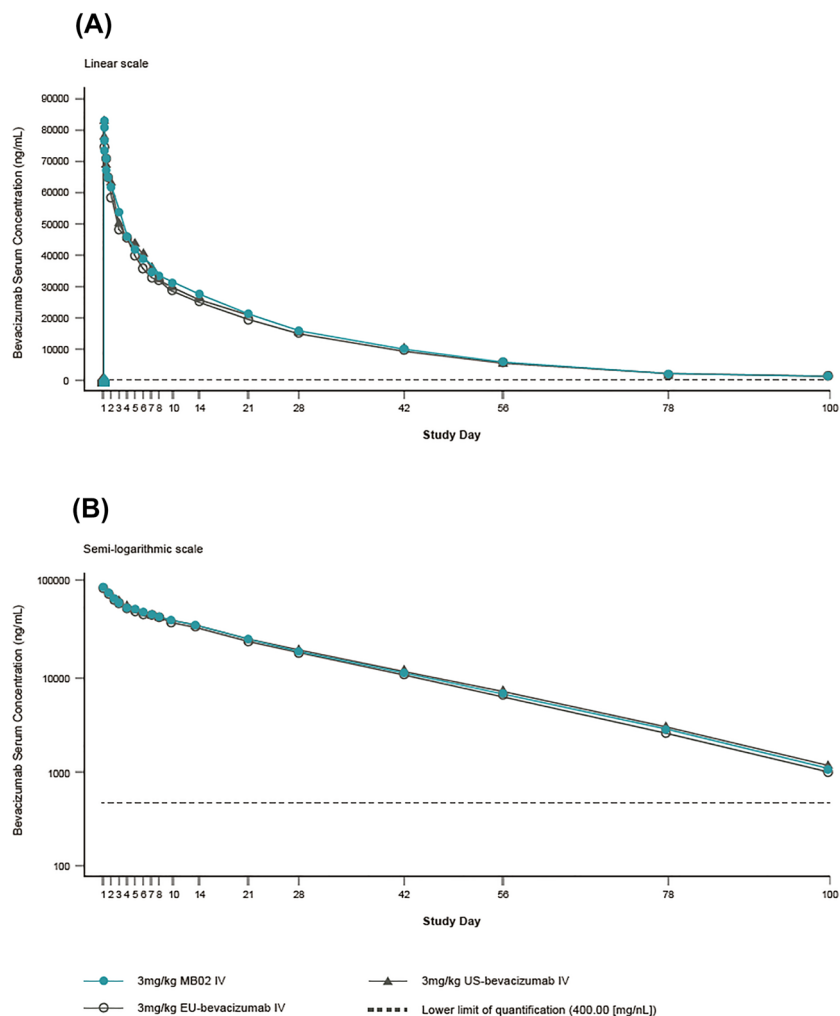 (A)
Linear scale
Bevacizumab Serum Concentration (ng/mL)
90000
80000
70000
60000
50000
40000
30000
20000
10000
0
1 2 3 4 5 6 7 8 10 14 21 28 42 56 78 100
Study Day
(B)
Semi-logarithmic scale
Bevacizumab Serum Concentration (ng/mL)
100000
10000
1000
100
1 2 3 4 5 6 7 8 10 14 21 28 42 56 78 100
Study Day
3mg/kg MB02 IV
3mg/kg US-bevacizumab IV
3mg/kg EU-bevacizumab IV
Lower limit of quantification (400.00 [mg/nL])